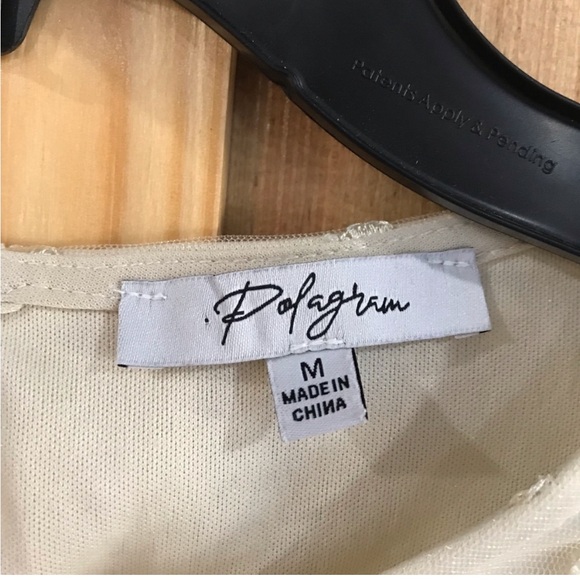 Patents Apply & Pending
Polagram
M
MADE IN
CHINA